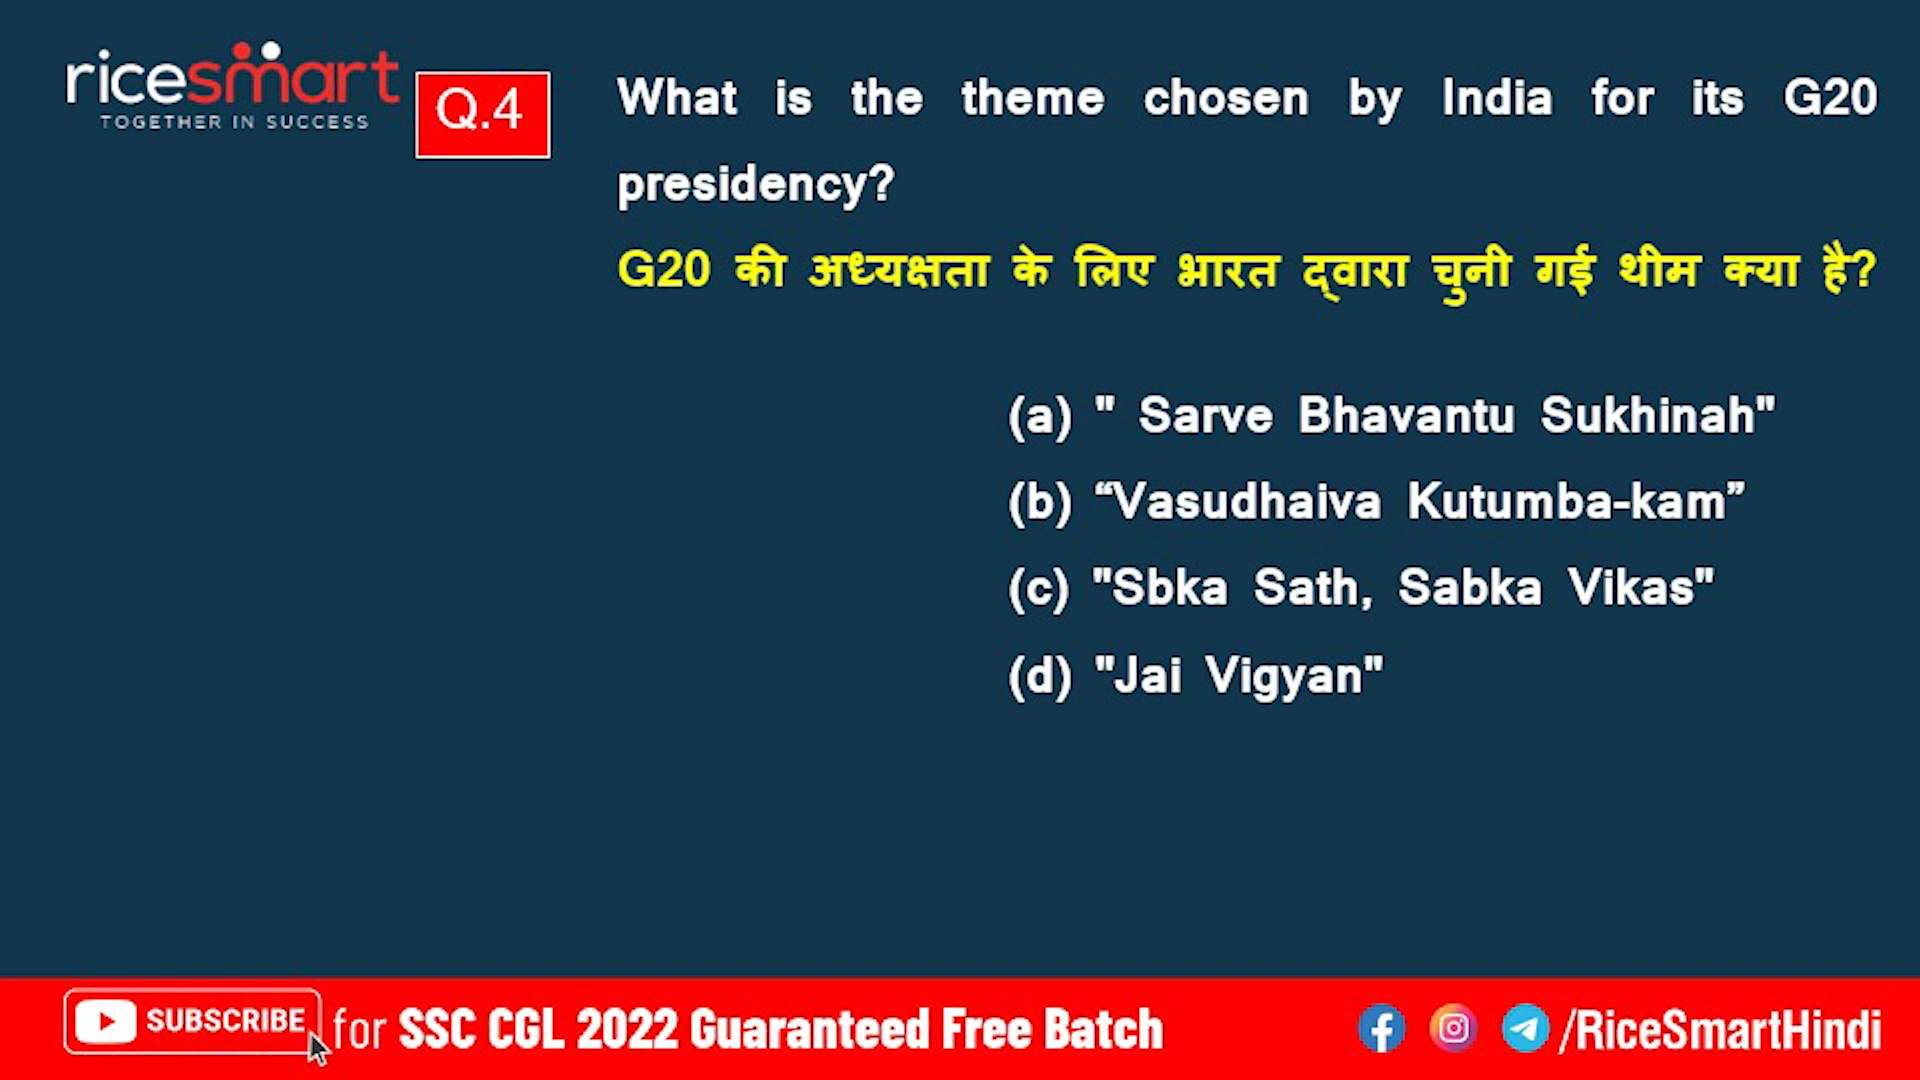 ricesmart
TOGETHER IN SUCCESS
Q.4
What is the theme chosen by India for its G20
presidency?
G20 की अध्यक्षता के लिए भारत द्वारा चुनी गई थीम क्या है?
(a) " Sarve Bhavantu Sukhinah"
(b) “Vasudhaiva Kutumba-kam”
(c) "Sbka Sath, Sabka Vikas"
(d) "Jai Vigyan"
SUBSCRIBE for SSC CGL 2022 Guaranteed Free Batch
/RiceSmartHindi